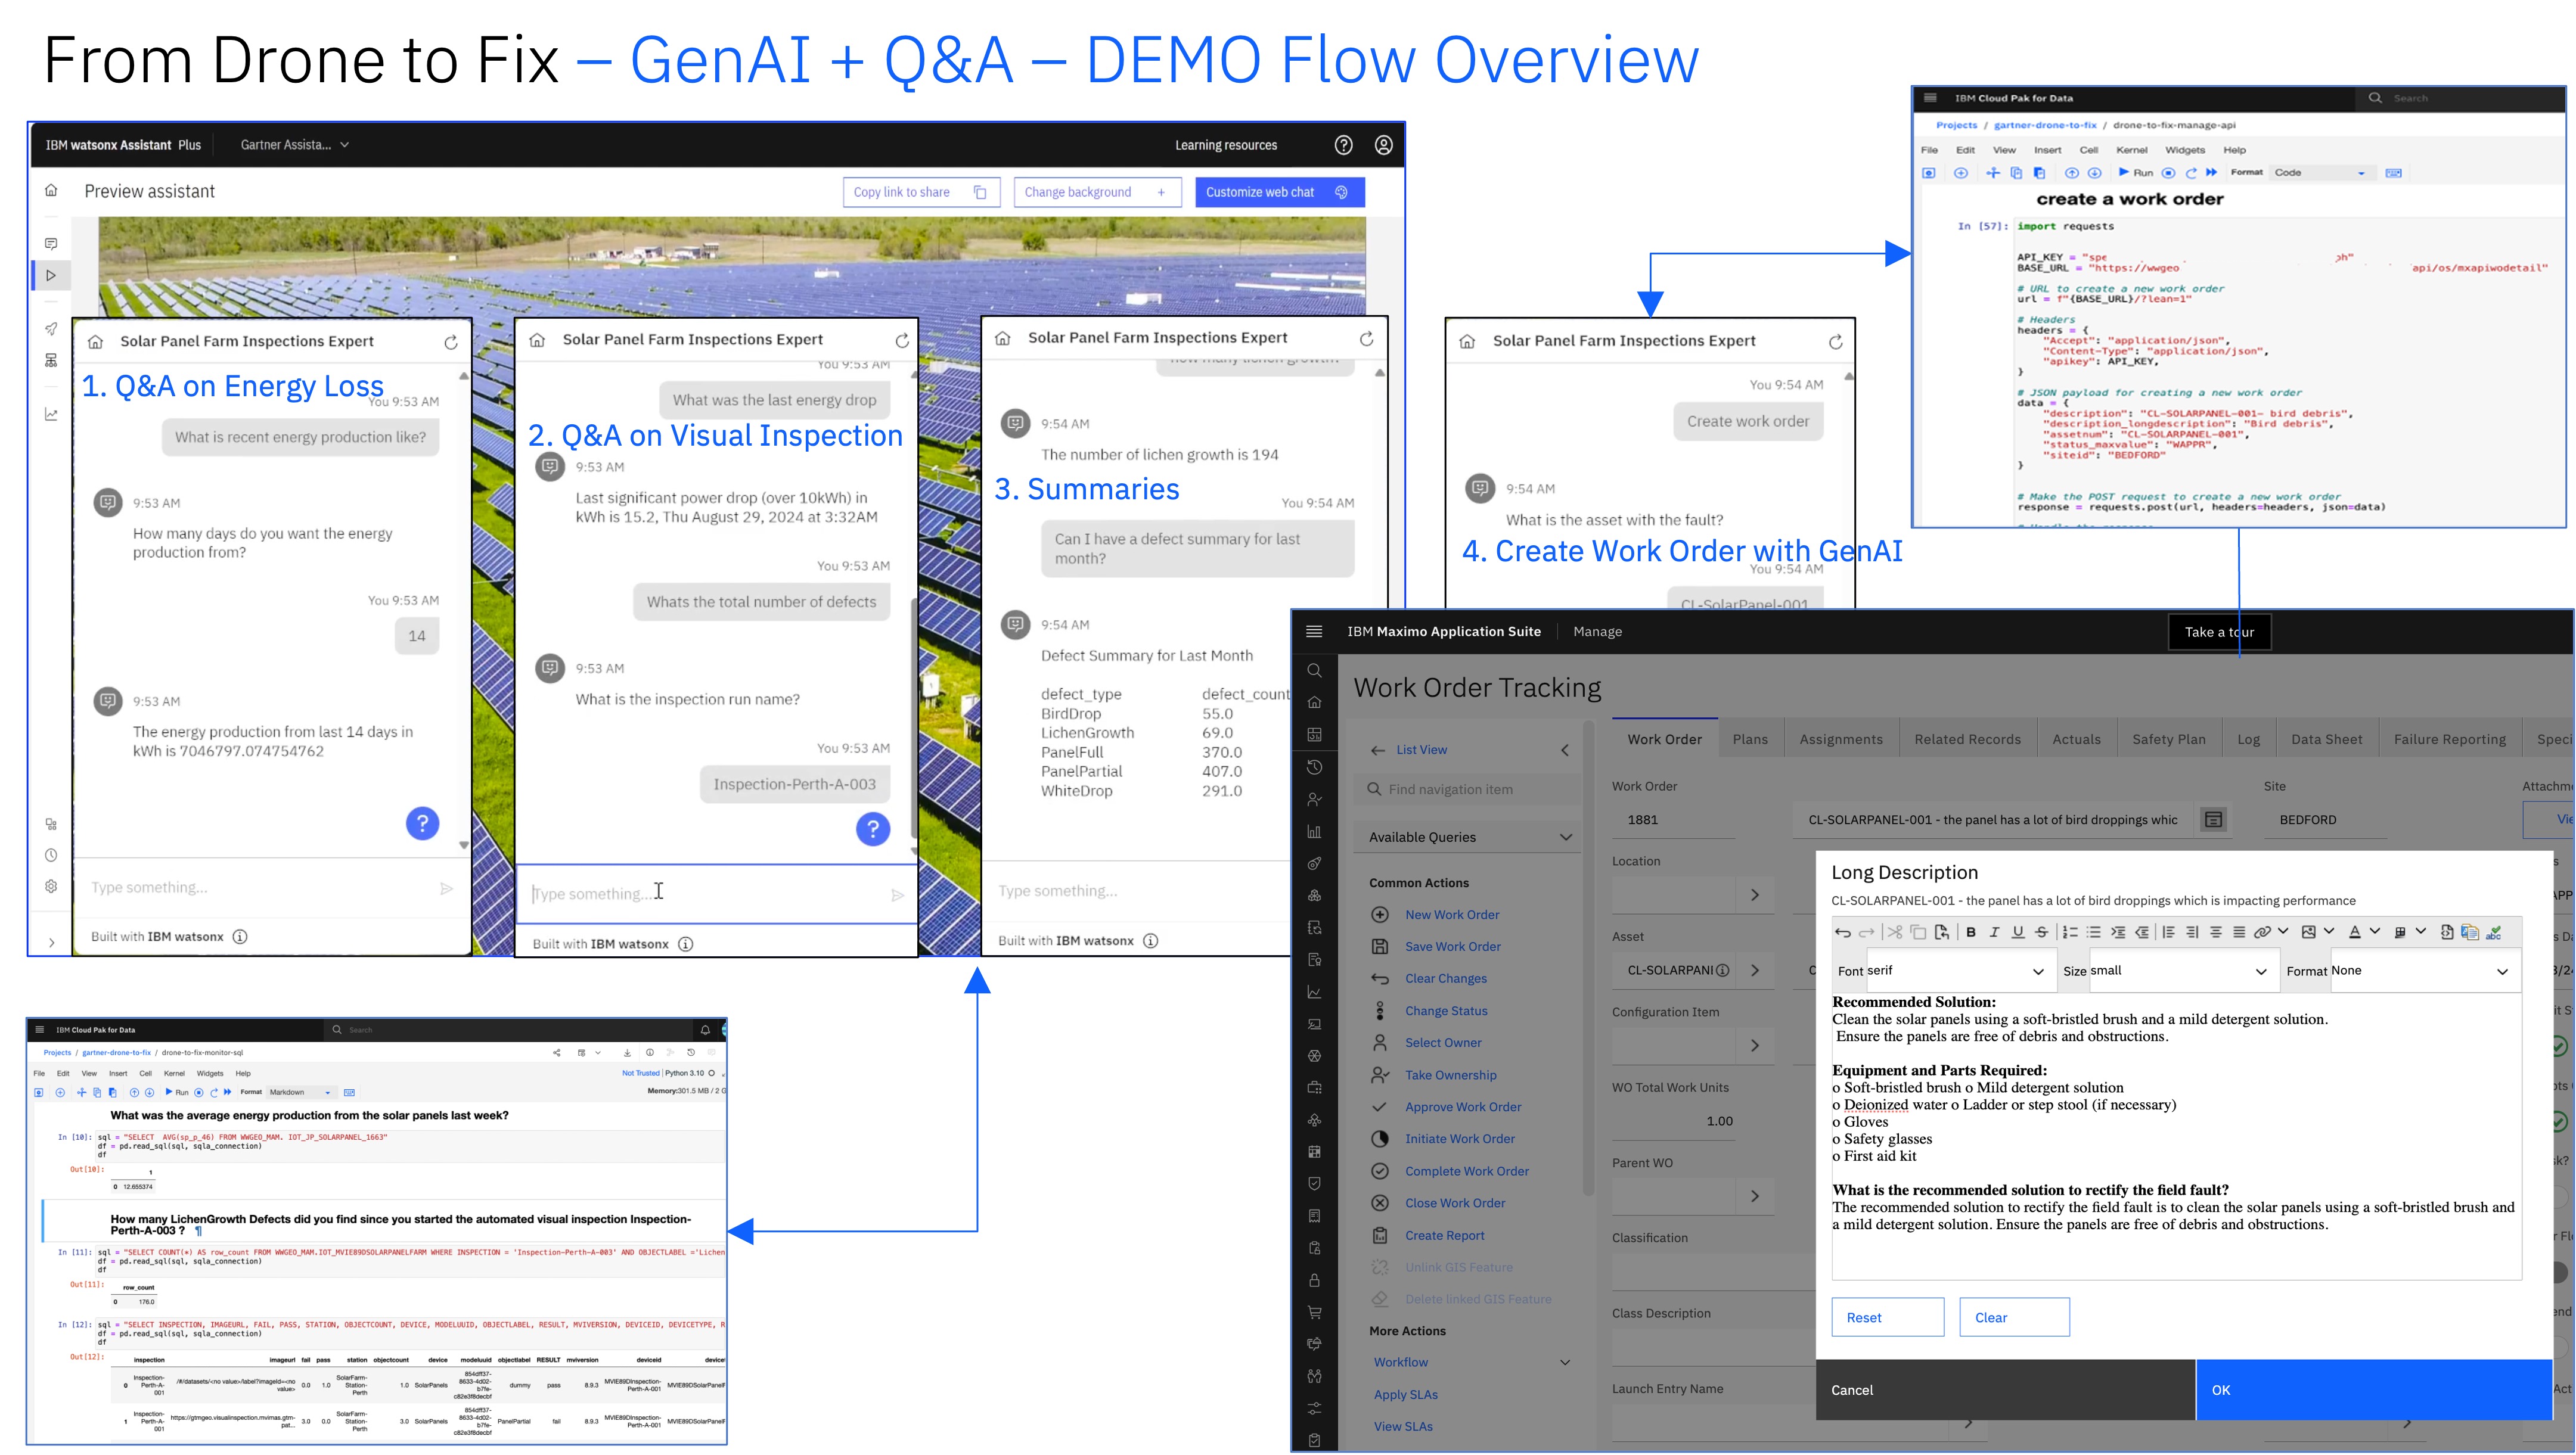 From Drone to Fix – GenAI + Q&A – DEMO Flow Overview
IBM watsonx Assistant Plus
Gartner Assista...
Learning resources
Preview assistant
Copy link to share
Change background +
Customize web chat
Solar Panel Farm Inspections Expert
1. Q&A on Energy Loss
You 9:53 AM
What is recent energy production like?
9:53 AM
How many days do you want the energy
production from?
You 9:53 AM
14
9:53 AM
The energy production from last 14 days in
kWh is 7046797.074754762
?
Type something...
Built with IBM watsonx
Solar Panel Farm Inspections Expert
You 9:53 AM
What was the last energy drop
2. Q&A on Visual Inspection
9:53 AM
Last significant power drop (over 10kWh) in
kWh is 15.2, Thu August 29, 2024 at 3:32AM
You 9:53 AM
Whats the total number of defects
9:53 AM
What is the inspection run name?
You 9:53 AM
Inspection-Perth-A-003
?
Type something...
Built with IBM watsonx
Solar Panel Farm Inspections Expert
how many lichen growth?
9:54 AM
The number of lichen growth is 194
3. Summaries
You 9:54 AM
Can I have a defect summary for last
month?
9:54 AM
Defect Summary for Last Month
defect_type defect_count
BirdDrop 55.0
LichenGrowth 69.0
PanelFull 370.0
PanelPartial 407.0
WhiteDrop 291.0
Type something...
Built with IBM watsonx
Solar Panel Farm Inspections Expert
You 9:54 AM
Create work order
9:54 AM
What is the asset with the fault?
4. Create Work Order with GenAI
You 9:54 AM
CL-SolarPanel-001
IBM Cloud Pak for Data
Search
Projects / gartner-drone-to-fix / drone-to-fix-manage-api
File Edit View Insert Cell Kernel Widgets Help
Run Format Code
create a work order
In [57]: import requests
API_KEY = "spe ph"
BASE_URL = "https://wwgeo api/os/mxapiwodetail"
# URL to create a new work order
url = f"{BASE_URL}/?lean=1"
# Headers
headers = {
"Accept": "application/json",
"Content-Type": "application/json",
"apikey": API_KEY,
}
# JSON payload for creating a new work order
data = {
"description": "CL-SOLARPANEL-001- bird debris",
"description_longdescription": "Bird debris",
"assetnum": "CL-SOLARPANEL-001",
"status_maxvalue": "WAPPR",
"siteid": "BEDFORD"
}
# Make the POST request to create a new work order
response = requests.post(url, headers=headers, json=data)
IBM Cloud Pak for Data
Search
Projects / gartner-drone-to-fix / drone-to-fix-monitor-sql
File Edit View Insert Cell Kernel Widgets Help
Not Trusted | Python 3.10
Run Format Markdown
Memory:301.5 MB / 2 G
What was the average energy production from the solar panels last week?
In [10]: sql = "SELECT AVG(sp_p_46) FROM WWGEO_MAM. IOT_JP_SOLARPANEL_1663"
df = pd.read_sql(sql, sqla_connection)
df
Out[10]:
1
0 12.655374
How many LichenGrowth Defects did you find since you started the automated visual inspection Inspection-
Perth-A-003 ? ¶
In [11]: sql = "SELECT COUNT(*) AS row_count FROM WWGEO_MAM.IOT_MVIE89DSOLARPANELFARM WHERE INSPECTION = 'Inspection-Perth-A-003' AND OBJECTLABEL ='Lichen
df = pd.read_sql(sql, sqla_connection)
df
Out[11]:
row_count
0 176.0
In [12]: sql = "SELECT INSPECTION, IMAGEURL, FAIL, PASS, STATION, OBJECTCOUNT, DEVICE, MODELUUID, OBJECTLABEL, RESULT, MVIVERSION, DEVICEID, DEVICETYPE, R
df = pd.read_sql(sql, sqla_connection)
df
Out[12]:
inspection imageurl fail pass station objectcount device modeluuid objectlabel RESULT mviversion deviceid device
0 Inspection-Perth-A-001 /#/datasets/<no value>/label?imageId=<no value> 0.0 1.0 SolarFarm-Station-Perth 1.0 SolarPanels 854dff37-8633-4d02-b7fe-c82e3f8decbf dummy pass 8.9.3 MVIE89DInspection-Perth-A-001 MVIE89DSolarPanelF
1 Inspection-Perth-A-001 https://gtmgeo.visualinspection.mvimas.gtm-pat... 3.0 0.0 SolarFarm-Station-Perth 3.0 SolarPanels 854dff37-8633-4d02-b7fe-c82e3f8decbf PanelPartial fail 8.9.3 MVIE89DInspection-Perth-A-001 MVIE89DSolarPanelF
IBM Maximo Application Suite
Manage
Take a tour
Work Order Tracking
List View
Find navigation item
Available Queries
Common Actions
New Work Order
Save Work Order
Clear Changes
Change Status
Select Owner
Take Ownership
Approve Work Order
Initiate Work Order
Complete Work Order
Close Work Order
Create Report
Unlink GIS Feature
Delete linked GIS Feature
More Actions
Workflow
Apply SLAs
View SLAs
Work Order Plans Assignments Related Records Actuals Safety Plan Log Data Sheet Failure Reporting Speci
Work Order
1881
CL-SOLARPANEL-001 - the panel has a lot of bird droppings whic
Site
BEDFORD
Attachm
Vie
Location
Asset
CL-SOLARPANI
Configuration Item
WO Total Work Units
1.00
Parent WO
Classification
Class Description
Launch Entry Name
Long Description
CL-SOLARPANEL-001 - the panel has a lot of bird droppings which is impacting performance
Font serif Size small Format None
Recommended Solution:
Clean the solar panels using a soft-bristled brush and a mild detergent solution.
Ensure the panels are free of debris and obstructions.
Equipment and Parts Required:
o Soft-bristled brush o Mild detergent solution
o Deionized water o Ladder or step stool (if necessary)
o Gloves
o Safety glasses
o First aid kit
What is the recommended solution to rectify the field fault?
The recommended solution to rectify the field fault is to clean the solar panels using a soft-bristled brush and
a mild detergent solution. Ensure the panels are free of debris and obstructions.
Reset
Clear
Cancel
OK